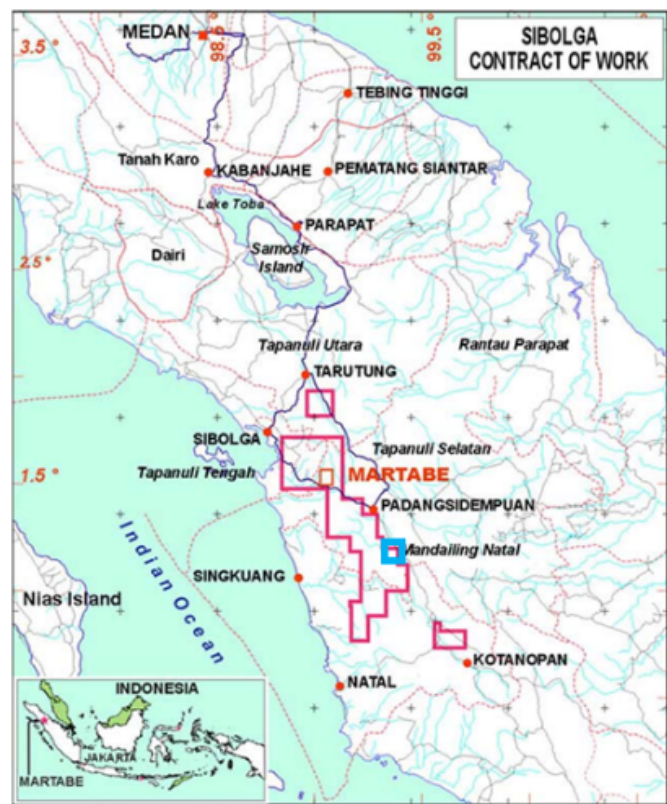 SIBOLGA
CONTRACT OF WORK
MEDAN
98.5
99.5
3.5°
TEBING TINGGI
Tanah Karo
KABANJAHE
PEMATANG SIANTAR
Lake Toba
PARAPAT
Dairi
Samosir
Island
2.5°
Tapanuli Utara
Rantau Parapat
TARUTUNG
SIBOLGA
Tapanuli Selatan
Tapanuli Tengah
MARTABE
1.5°
PADANGSIDEMPUAN
Mandailing Natal
Indian Ocean
SINGKUANG
Nias Island
KOTANOPAN
NATAL
INDONESIA
JAKARTA
MARTABE